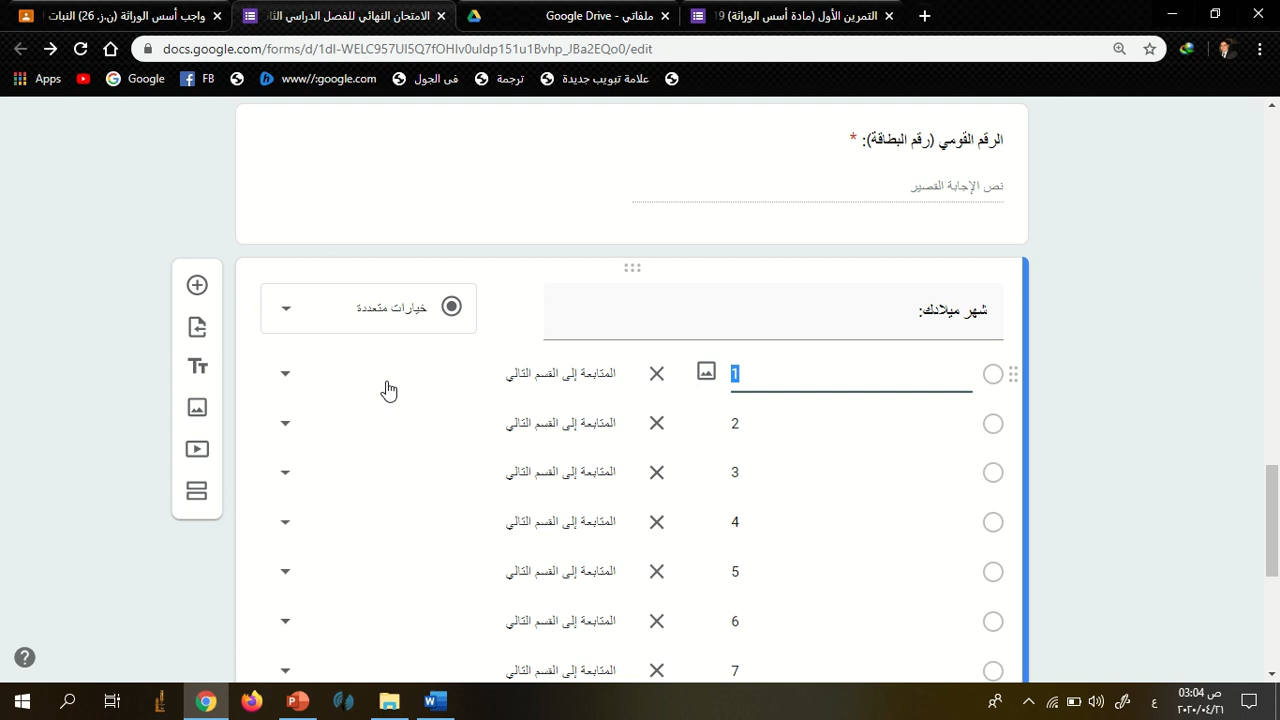 واجب أسس الوراثة (ن.ز. 26) النبات
الامتحان النهائي للفصل الدراسي الثان
ملفاتي - Google Drive
التمرين الأول (مادة أسس الوراثة) 19
docs.google.com/forms/d/1dI-WELC957UI5Q7fOHIv0uldp151u1Bvhp_JBa2EQo0/edit
Apps
Google
FB
www//:google.com
فى الجول
ترجمة
علامة تبويب جديدة
الرقم القومي (رقم البطاقة): *
نص الإجابة القصير
شهر ميلادك:
خيارات متعددة
1 المتابعة إلى القسم التالي
2 المتابعة إلى القسم التالي
3 المتابعة إلى القسم التالي
4 المتابعة إلى القسم التالي
5 المتابعة إلى القسم التالي
6 المتابعة إلى القسم التالي
7 المتابعة إلى القسم التالي
ع
03:04 ص
٢٠٢٠/٠٤/٢١